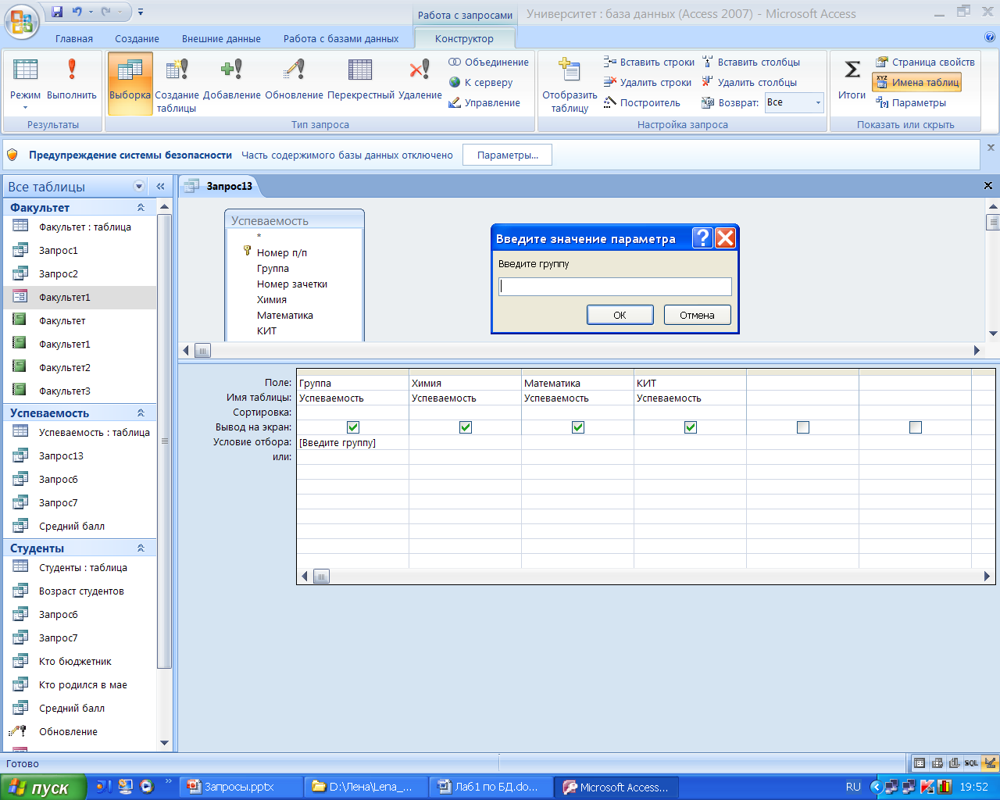 Работа с запросами
Университет : база данных (Access 2007) - Microsoft Access
Главная Создание Внешние данные Работа с базами данных Конструктор
Режим
Выполнить
Результаты
Выборка
Создание таблицы
Добавление
Обновление
Перекрестный
Удаление
Объединение
К серверу
Управление
Тип запроса
Отобразить таблицу
Вставить строки
Удалить строки
Построитель
Вставить столбцы
Удалить столбцы
Возврат: Все
Настройка запроса
Итоги
Страница свойств
Имена таблиц
Параметры
Показать или скрыть
Предупреждение системы безопасности Часть содержимого базы данных отключено Параметры...
Все таблицы
Факультет
Факультет : таблица
Запрос1
Запрос2
Факультет1
Факультет
Факультет1
Факультет2
Факультет3
Успеваемость
Успеваемость : таблица
Запрос13
Запрос6
Запрос7
Средний балл
Студенты
Студенты : таблица
Возраст студентов
Запрос6
Запрос7
Кто бюджетник
Кто родился в мае
Средний балл
Обновление
Запрос13
Успеваемость
*
Номер п/п
Группа
Номер зачетки
Химия
Математика
КИТ
Введите значение параметра
Введите группу
ОК Отмена
Поле: Группа Химия Математика КИТ
Имя таблицы: Успеваемость Успеваемость Успеваемость Успеваемость
Сортировка:
Вывод на экран:
Условие отбора: [Введите группу]
или:
Готово
SQL
пуск
Запросы.pptx
D:\Лена\Lena_...
Лаб1 по БД.do...
Microsoft Access...
RU
19:52